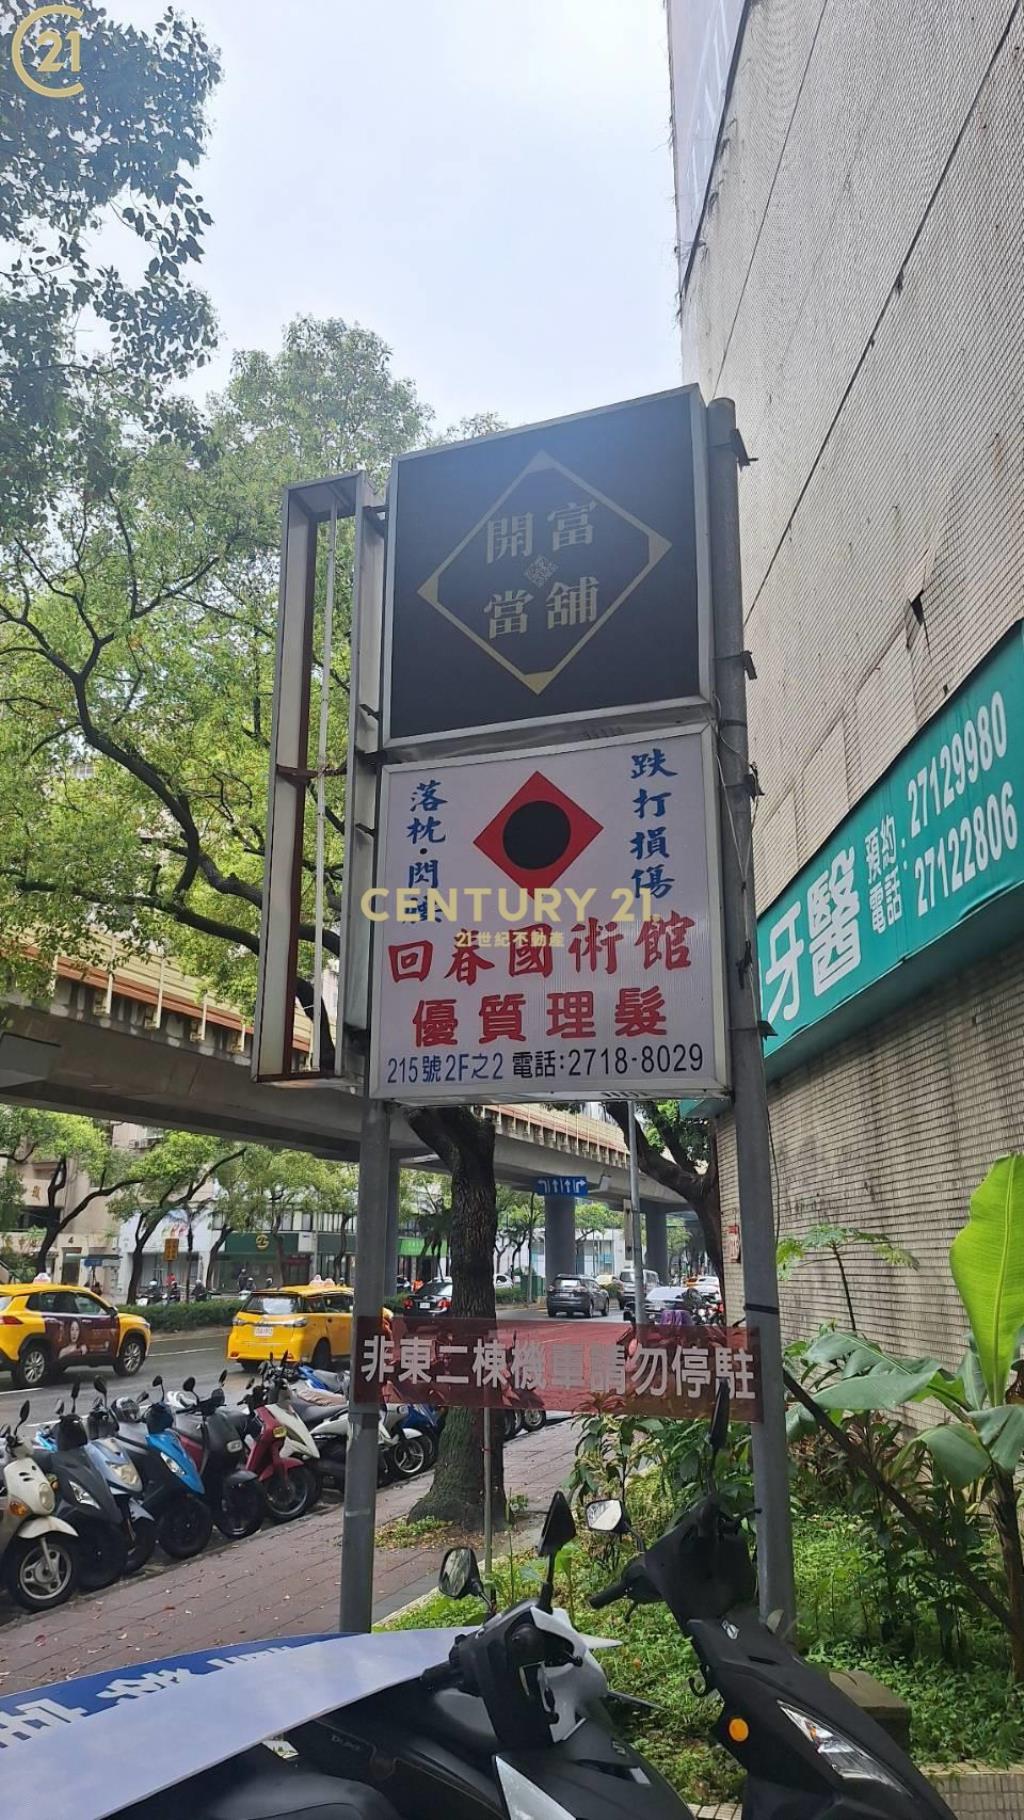 21
開富
當舖
跌打損傷
落枕·閃
CENTURY 21
21世紀不動產
回春國術館
優質理髮
215號2F之2 電話:2718-8029
牙醫
預約
電話:
27129980
27122806
非東二棟機車請勿停駐